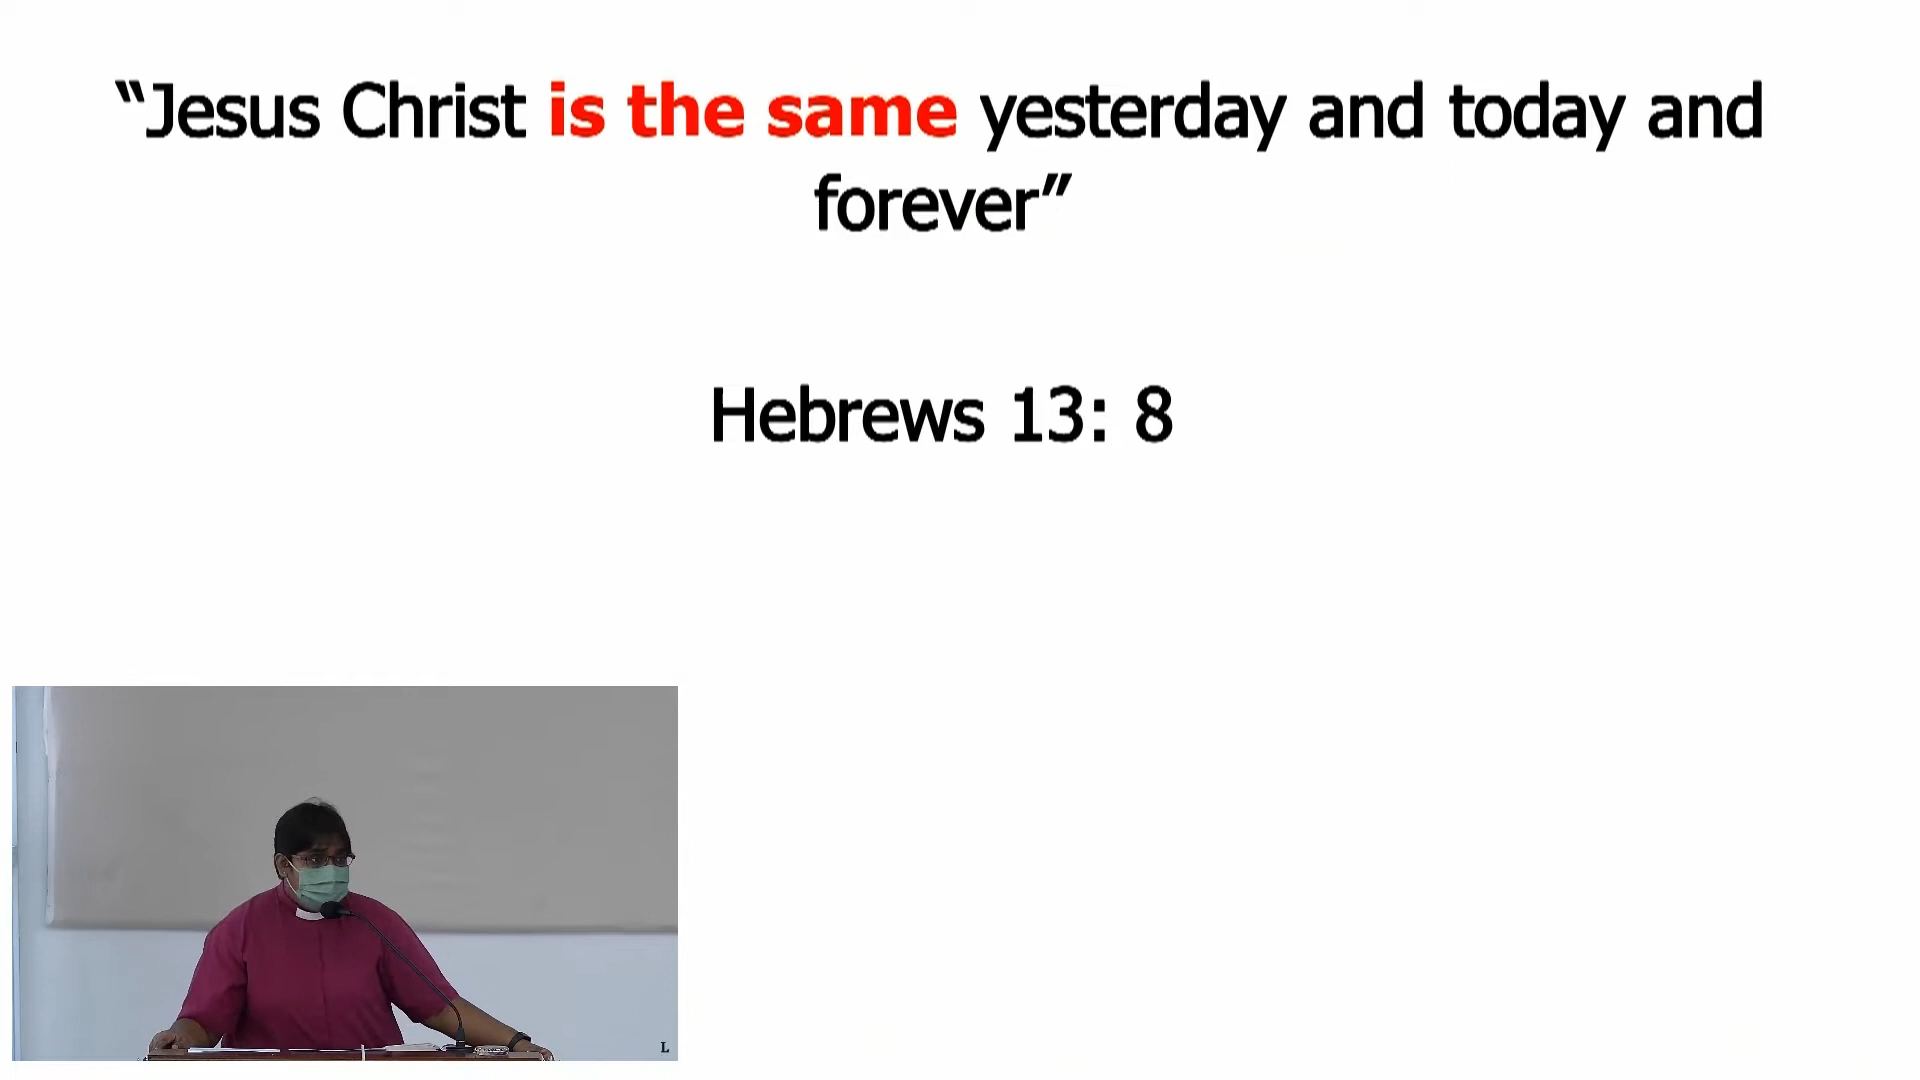 “Jesus Christ is the same yesterday and today and
forever”
Hebrews 13: 8
L